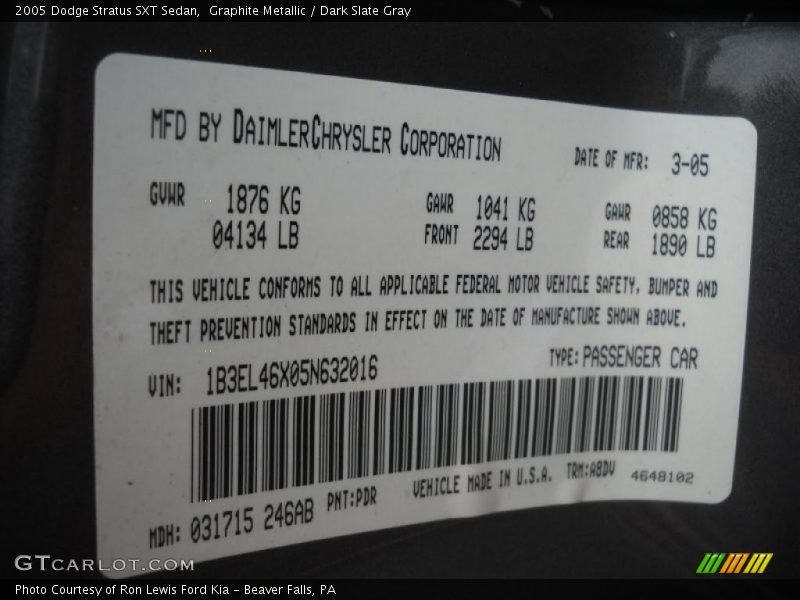 2005 Dodge Stratus SXT Sedan,  Graphite Metallic / Dark Slate Gray
MFD BY DAIMLERCHRYSLER CORPORATION
DATE OF MFR: 3-05
GVWR 1876 KG GAWR 1041 KG GAWR 0858 KG
04134 LB FRONT 2294 LB REAR 1890 LB
THIS VEHICLE CONFORMS TO ALL APPLICABLE FEDERAL MOTOR VEHICLE SAFETY, BUMPER AND
THEFT PREVENTION STANDARDS IN EFFECT ON THE DATE OF MANUFACTURE SHOWN ABOVE.
VIN: 1B3EL46X05N632016 TYPE: PASSENGER CAR
MDH: 031715 246AB PNT:PDR VEHICLE MADE IN U.S.A. TRM:A8DV 4648102
GTCARLOT.COM
Photo Courtesy of Ron Lewis Ford Kia - Beaver Falls, PA